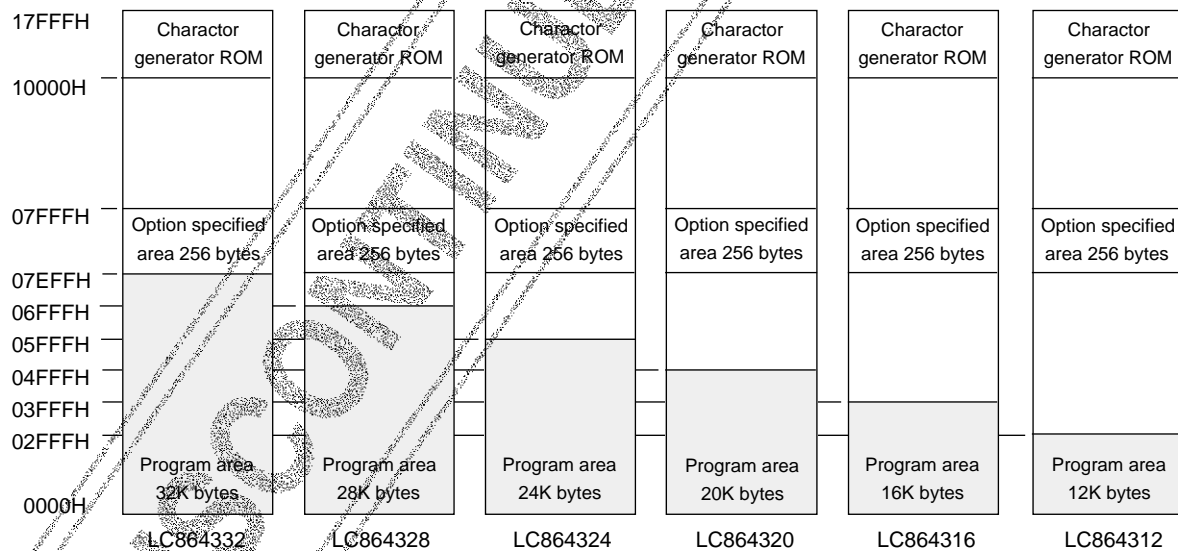 17FFFH
10000H
07FFFH
07EFFH
06FFFH
05FFFH
04FFFH
03FFFH
02FFFH
0000H
Charactor
generator ROM
Option specified
area 256 bytes
Program area
32K bytes
LC864332
Charactor
generator ROM
Option specified
area 256 bytes
Program area
28K bytes
LC864328
Charactor
generator ROM
Option specified
area 256 bytes
Program area
24K bytes
LC864324
Charactor
generator ROM
Option specified
area 256 bytes
Program area
20K bytes
LC864320
Charactor
generator ROM
Option specified
area 256 bytes
Program area
16K bytes
LC864316
Charactor
generator ROM
Option specified
area 256 bytes
Program area
12K bytes
LC864312
SCONTINUE